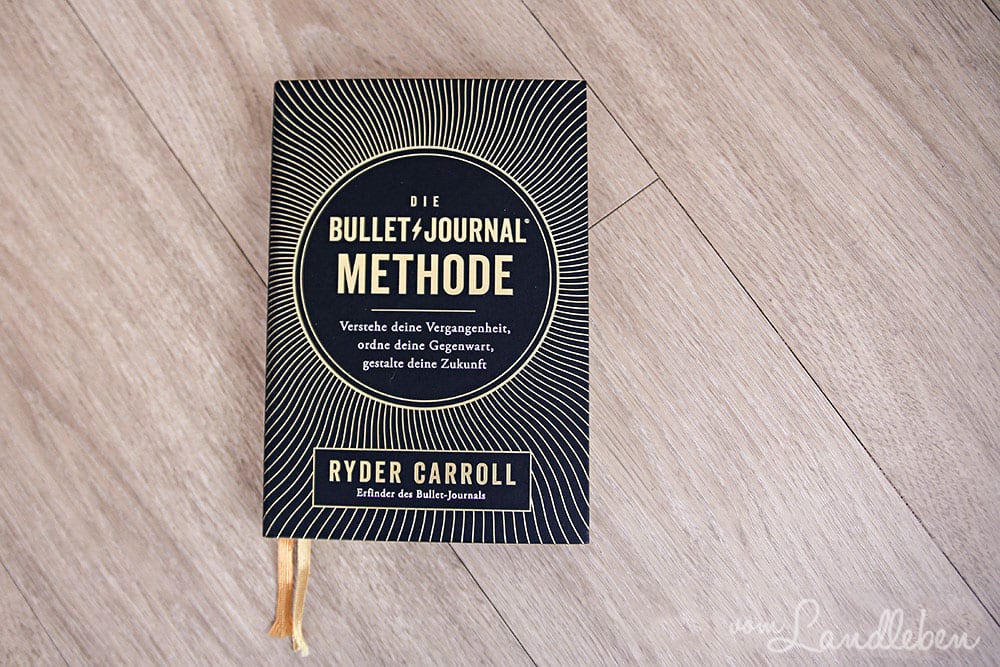 DIE
BULLET⚡JOURNAL®
METHODE
Verstehe deine Vergangenheit,
ordne deine Gegenwart,
gestalte deine Zukunft
RYDER CARROLL
Erfinder des Bullet-Journals
vom Landleben